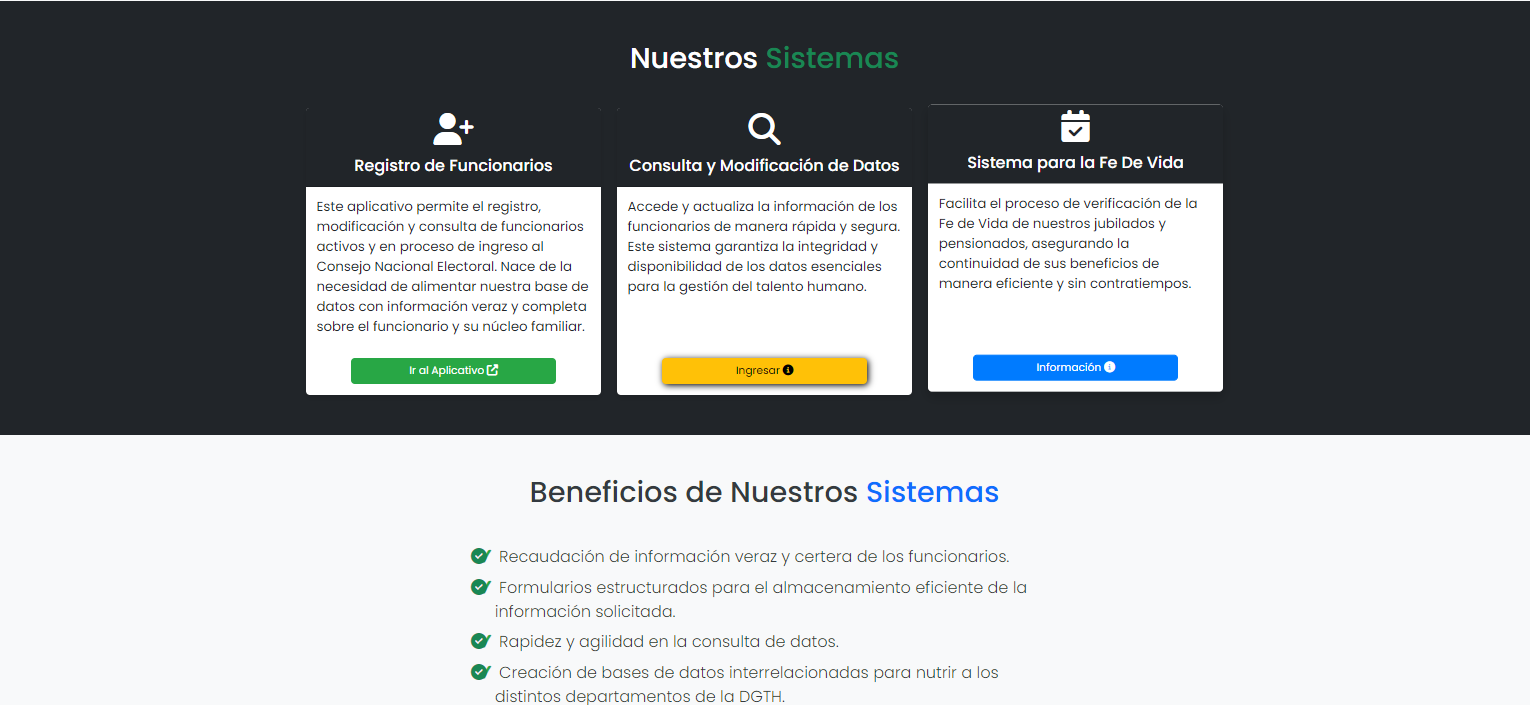 Nuestros Sistemas
Registro de Funcionarios
Este aplicativo permite el registro,
modificación y consulta de funcionarios
activos y en proceso de ingreso al
Consejo Nacional Electoral. Nace de la
necesidad de alimentar nuestra base de
datos con información veraz y completa
sobre el funcionario y su núcleo familiar.
Ir al Aplicativo
Consulta y Modificación de Datos
Accede y actualiza la información de los
funcionarios de manera rápida y segura.
Este sistema garantiza la integridad y
disponibilidad de los datos esenciales
para la gestión del talento humano.
Ingresar
Sistema para la Fe De Vida
Facilita el proceso de verificación de la
Fe de Vida de nuestros jubilados y
pensionados, asegurando la
continuidad de sus beneficios de
manera eficiente y sin contratiempos.
Información
Beneficios de Nuestros Sistemas
Recaudación de información veraz y certera de los funcionarios.
Formularios estructurados para el almacenamiento eficiente de la
información solicitada.
Rapidez y agilidad en la consulta de datos.
Creación de bases de datos interrelacionadas para nutrir a los
distintos departamentos de la DGTH.